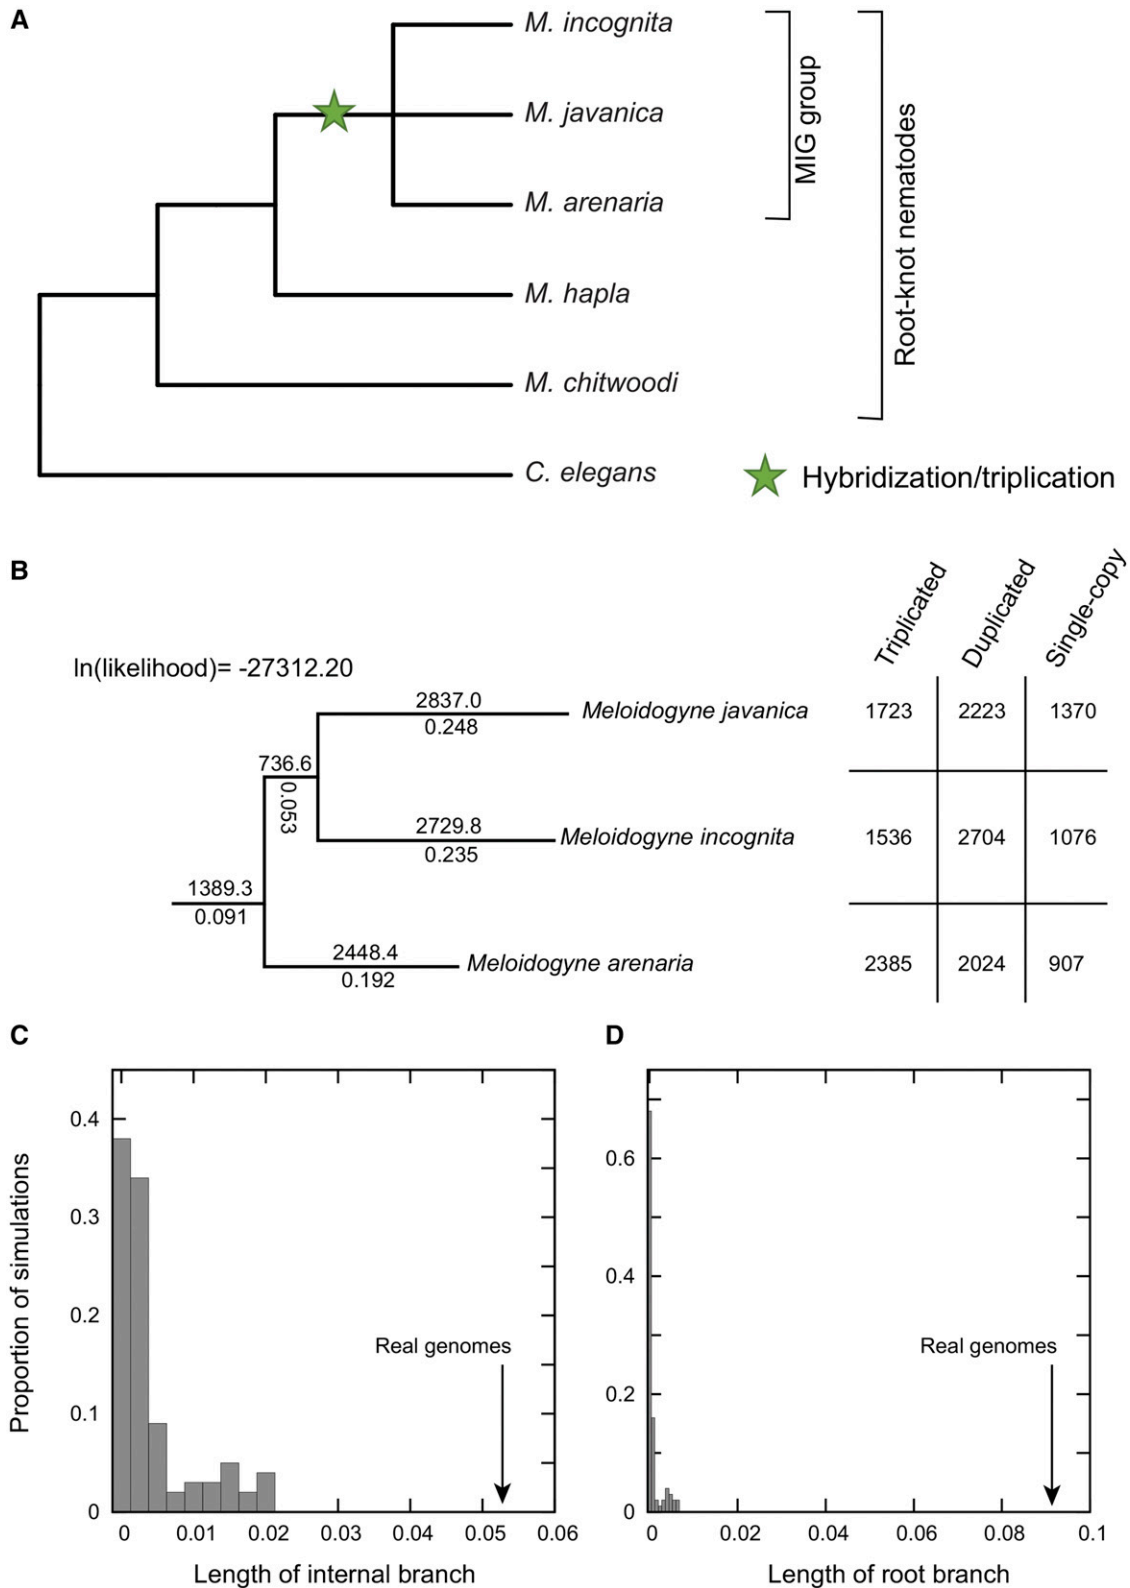 A
M. incognita
M. javanica
M. arenaria
M. hapla
M. chitwoodi
C. elegans
MIG group
Root-knot nematodes
Hybridization/triplication
B
Triplicated
Duplicated
Single-copy
ln(likelihood)= -27312.20
2837.0
0.248
Meloidogyne javanica
1723 2223 1370
736.6
0.053
2729.8
0.235
Meloidogyne incognita
1536 2704 1076
1389.3
0.091
2448.4
0.192
Meloidogyne arenaria
2385 2024 907
C
Proportion of simulations
0.4
0.3
0.2
0.1
0
Real genomes
0 0.01 0.02 0.03 0.04 0.05 0.06
Length of internal branch
D
0.6
0.4
0.2
0
Real genomes
0 0.02 0.04 0.06 0.08 0.1
Length of root branch